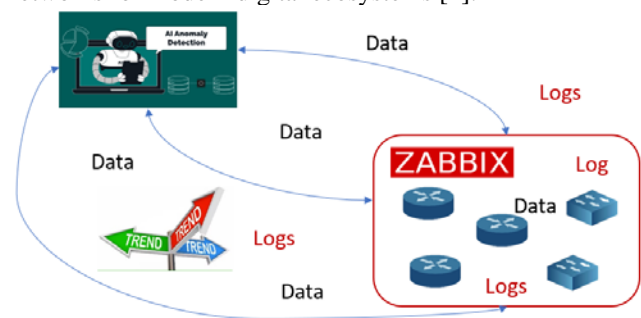 AI Anomaly
Detection
Data
Logs
Data
ZABBIX
Log
Data
TREND
TREND
TREND
Logs
Data
Data
Logs